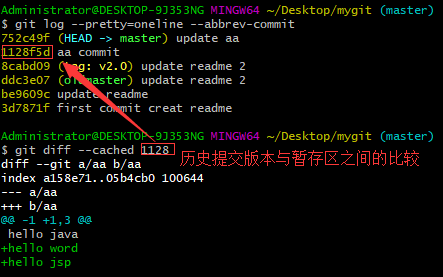 Administrator@DESKTOP-9J353NG MINGW64 ~/Desktop/mygit (master)
$ git log --pretty=oneline --abbrev-commit
752c49f (HEAD -> master) update aa
1128f5d aa commit
8cabd09 (tag: v2.0) update readme 2
ddc3e07 (oldmaster) update readme 2
be9609c update readme
3d7871f first commit creat readme
Administrator@DESKTOP-9J353NG MINGW64 ~/Desktop/mygit (master)
$ git diff --cached 1128
历史提交版本与暂存区之间的比较
diff --git a/aa b/aa
index a158e71..05b4cb0 100644
--- a/aa
+++ b/aa
@@ -1 +1,3 @@
hello java
+hello word
+hello jsp